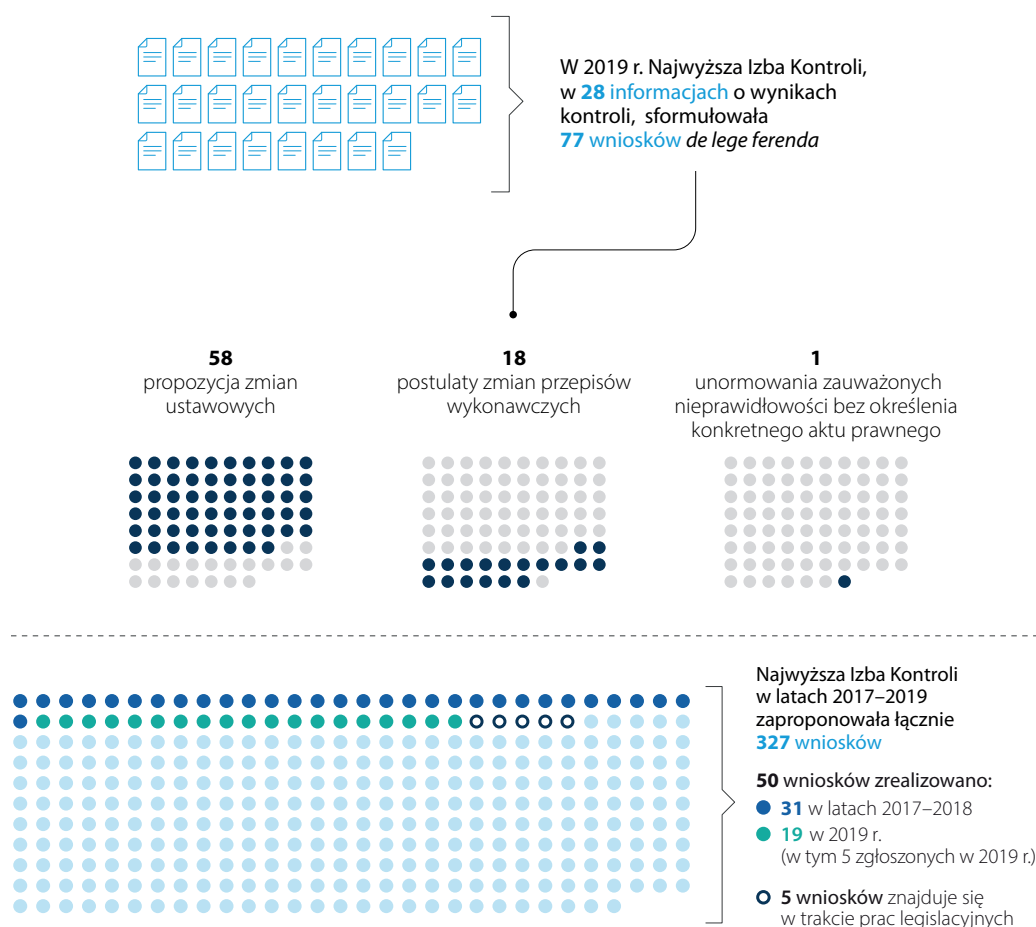 W 2019 r. Najwyższa Izba Kontroli,
w 28 informacjach o wynikach
kontroli, sformułowała
77 wniosków de lege ferenda
58
propozycja zmian
ustawowych
18
postulaty zmian przepisów
wykonawczych
1
unormowania zauważonych
nieprawidłowości bez określenia
konkretnego aktu prawnego
Najwyższa Izba Kontroli
w latach 2017–2019
zaproponowała łącznie
327 wniosków
50 wniosków zrealizowano:
31 w latach 2017–2018
19 w 2019 r.
(w tym 5 zgłoszonych w 2019 r.)
5 wniosków znajduje się
w trakcie prac legislacyjnych